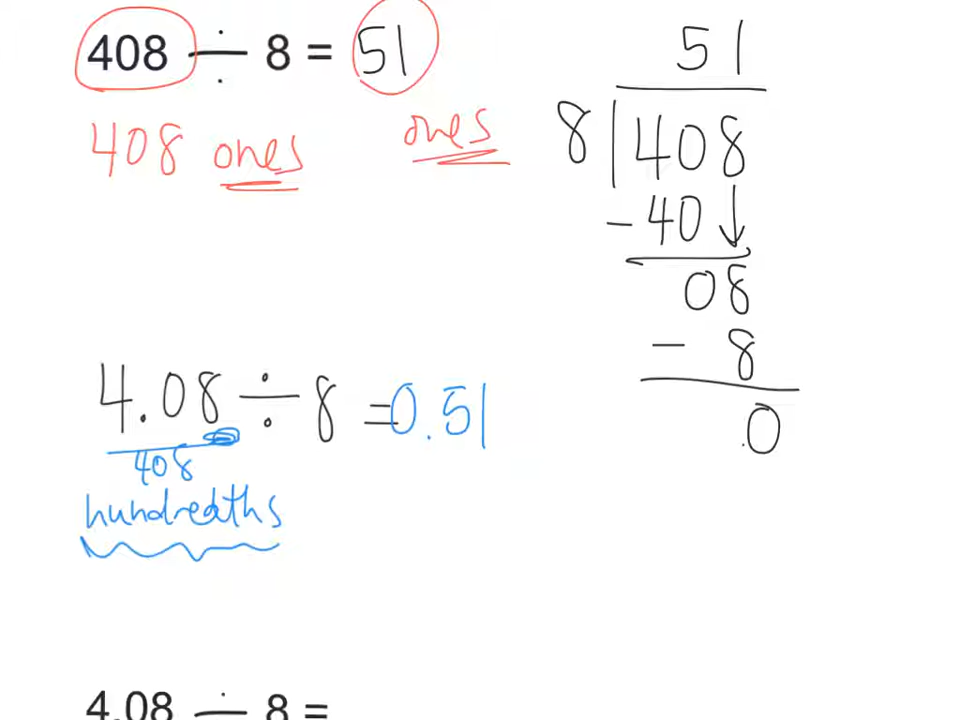 408 ÷ 8 = 51
408 ones
ones
51
8 408
- 40
08
- 8
0
4.08 ÷ 8 = 0.51
408
hundredths
4.08 ÷ 8 =